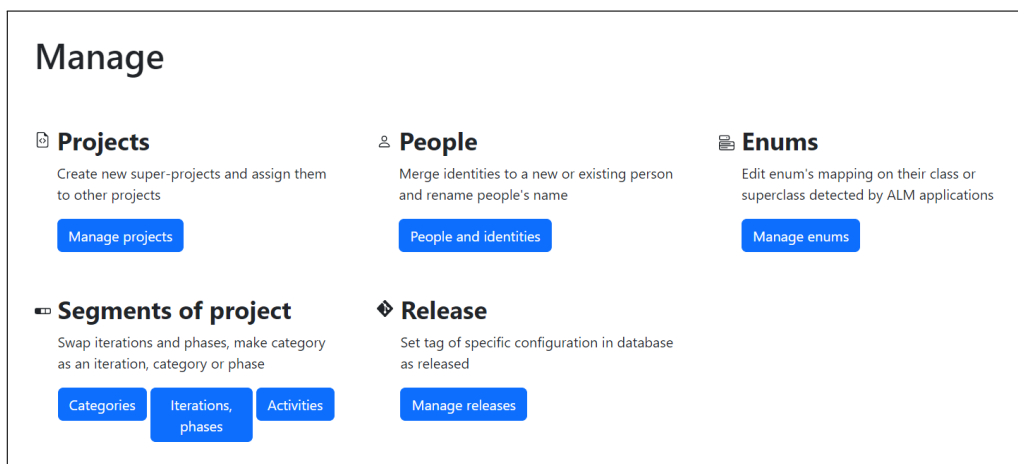 Manage
Projects
Create new super-projects and assign them
to other projects
Manage projects
People
Merge identities to a new or existing person
and rename people's name
People and identities
Enums
Edit enum's mapping on their class or
superclass detected by ALM applications
Manage enums
Segments of project
Swap iterations and phases, make category
as an iteration, category or phase
Categories
Iterations,
phases
Activities
Release
Set tag of specific configuration in database
as released
Manage releases